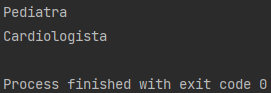 Pediatra
Cardiologista
Process finished with exit code 0